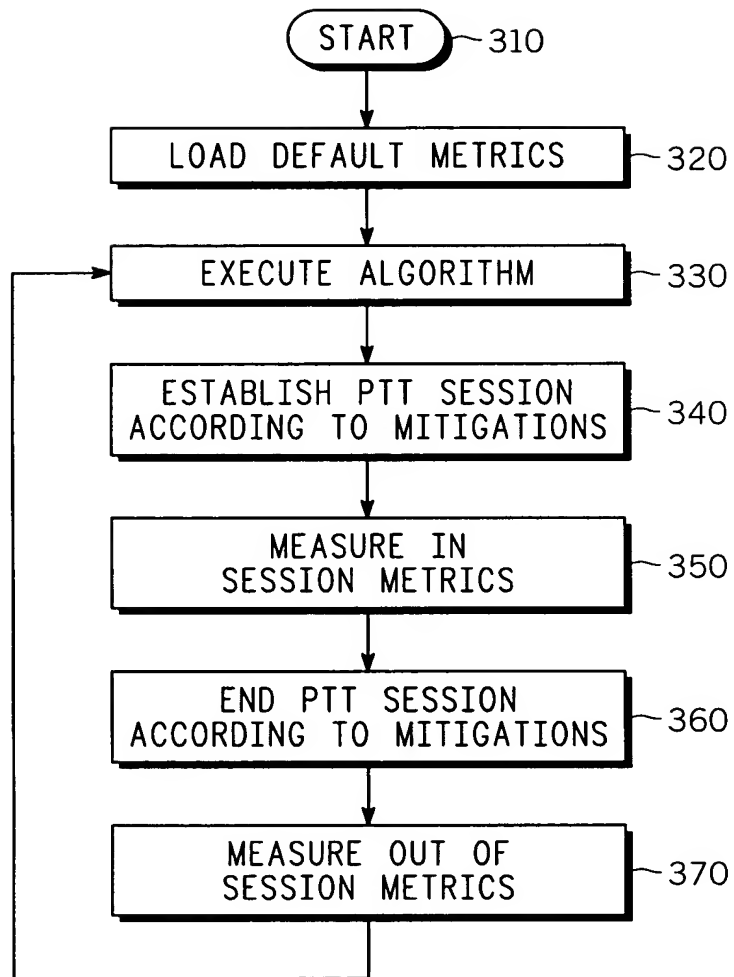 START 310
LOAD DEFAULT METRICS 320
EXECUTE ALGORITHM 330
ESTABLISH PTT SESSION
ACCORDING TO MITIGATIONS 340
MEASURE IN
SESSION METRICS 350
END PTT SESSION
ACCORDING TO MITIGATIONS 360
MEASURE OUT OF
SESSION METRICS 370